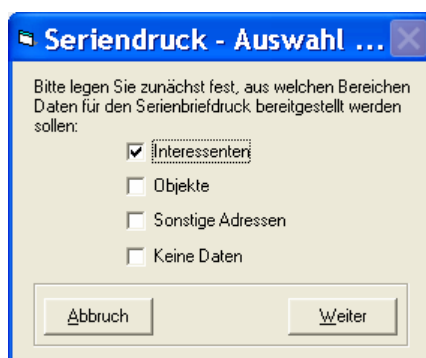 Seriendruck - Auswahl ...
Bitte legen Sie zunächst fest, aus welchen Bereichen
Daten für den Serienbriefdruck bereitgestellt werden
sollen:
Interessenten
Objekte
Sonstige Adressen
Keine Daten
Abbruch Weiter